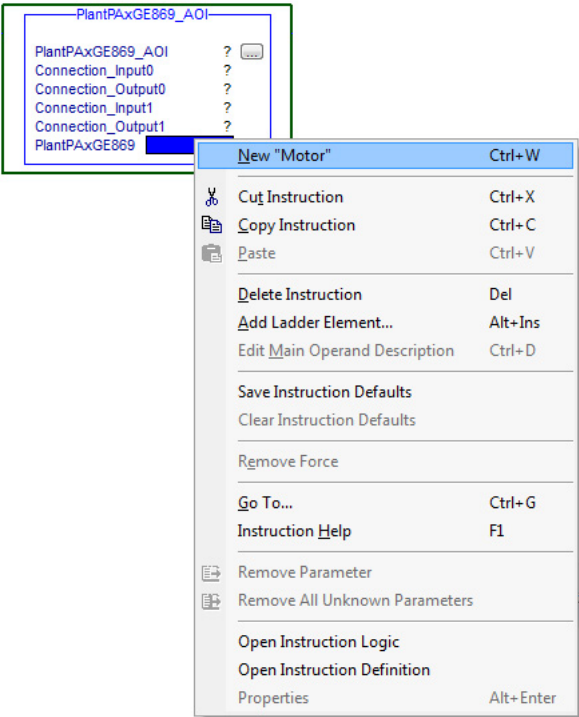 PlantPAxGE869_AOI
PlantPAxGE869_AOI ? ...
Connection_Input0 ?
Connection_Output0 ?
Connection_Input1 ?
Connection_Output1 ?
PlantPAxGE869
New "Motor" Ctrl+W
Cut Instruction Ctrl+X
Copy Instruction Ctrl+C
Paste Ctrl+V
Delete Instruction Del
Add Ladder Element... Alt+Ins
Edit Main Operand Description Ctrl+D
Save Instruction Defaults
Clear Instruction Defaults
Remove Force
Go To... Ctrl+G
Instruction Help F1
Remove Parameter
Remove All Unknown Parameters
Open Instruction Logic
Open Instruction Definition
Properties Alt+Enter